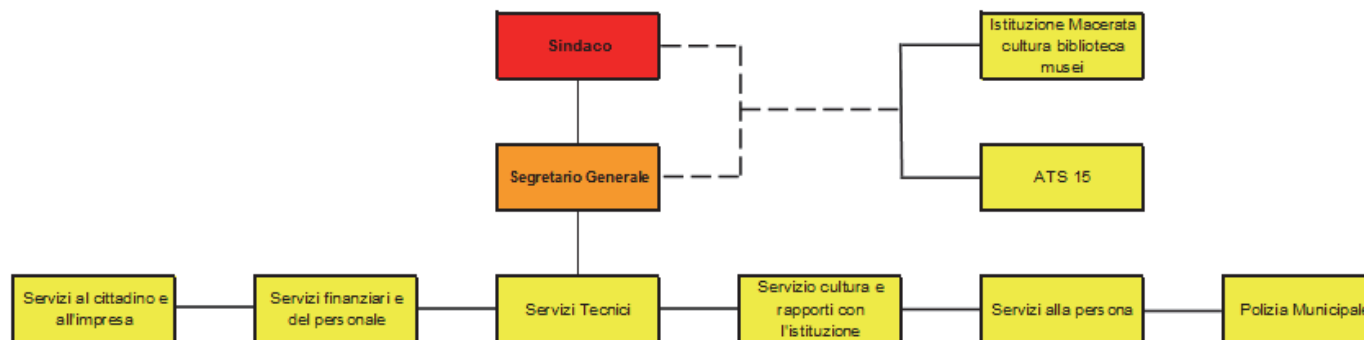 Sindaco
Istituzione Macerata
cultura biblioteca
musei
Segretario Generale
ATS 15
Servizi al cittadino e
all'impresa
Servizi finanziari e
del personale
Servizi Tecnici
Servizio cultura e
rapporti con
l'istituzione
Servizi alla persona
Polizia Municipale